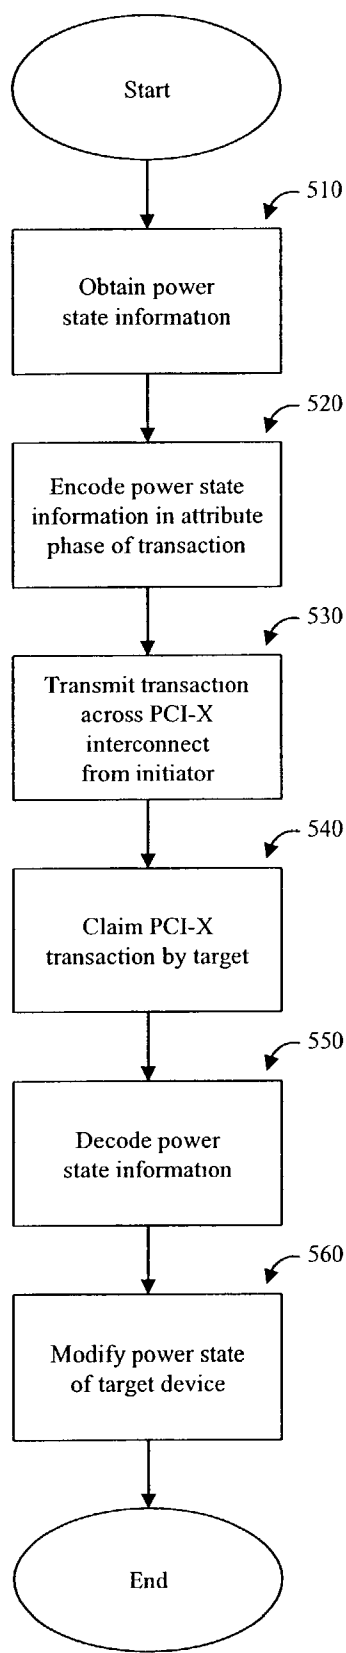 Start
510
Obtain power
state information
520
Encode power state
information in attribute
phase of transaction
530
Transmit transaction
across PCI-X
interconnect
from initiator
540
Claim PCI-X
transaction by target
550
Decode power
state information
560
Modify power state
of target device
End